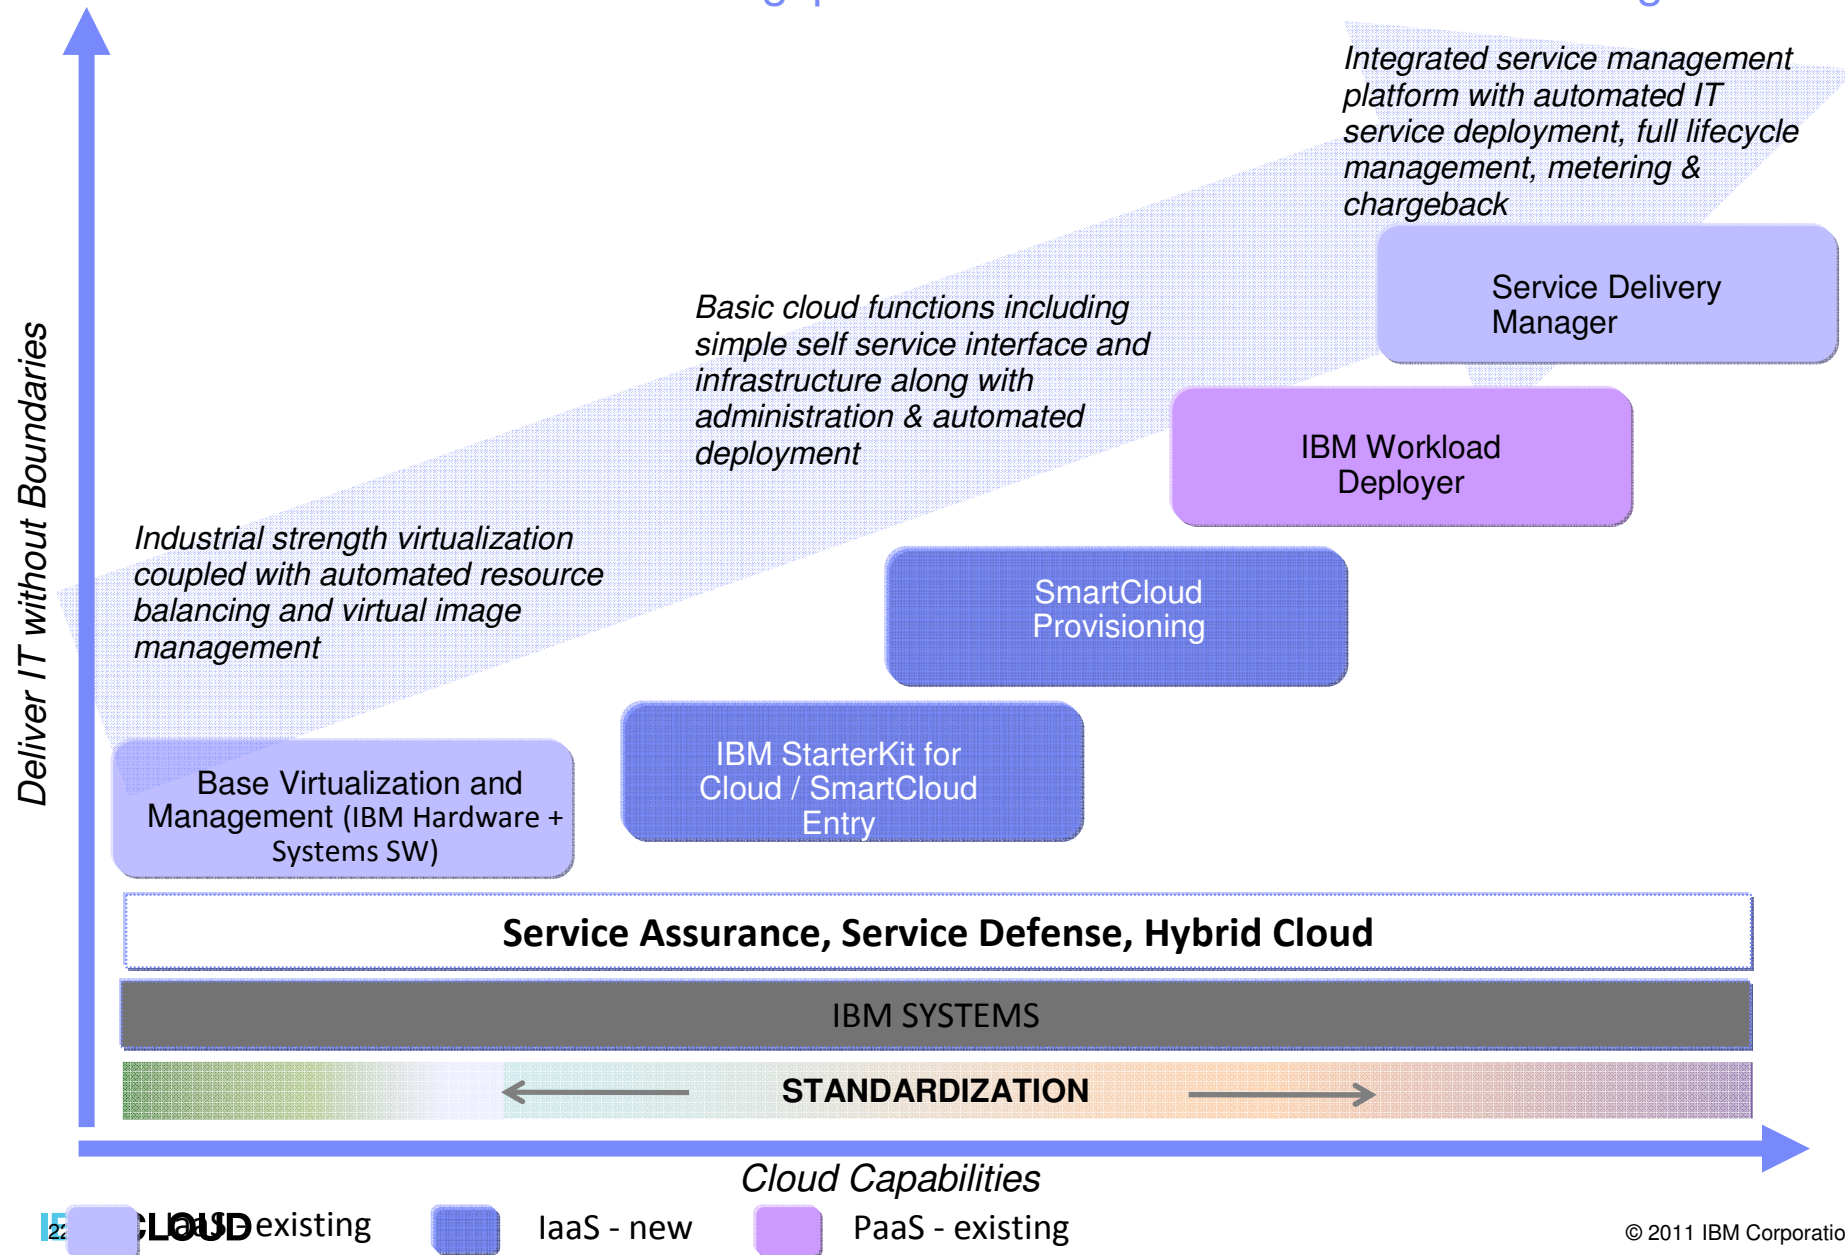 Integrated service management
platform with automated IT
service deployment, full lifecycle
management, metering &
chargeback
Service Delivery
Manager
Basic cloud functions including
simple self service interface and
infrastructure along with
administration & automated
deployment
IBM Workload
Deployer
Industrial strength virtualization
coupled with automated resource
balancing and virtual image
management
SmartCloud
Provisioning
IBM StarterKit for
Cloud / SmartCloud
Entry
Base Virtualization and
Management (IBM Hardware +
Systems SW)
Deliver IT without Boundaries
Service Assurance, Service Defense, Hybrid Cloud
IBM SYSTEMS
STANDARDIZATION
Cloud Capabilities
22
IaaS - existing
IaaS - new
PaaS - existing
© 2011 IBM Corporatio